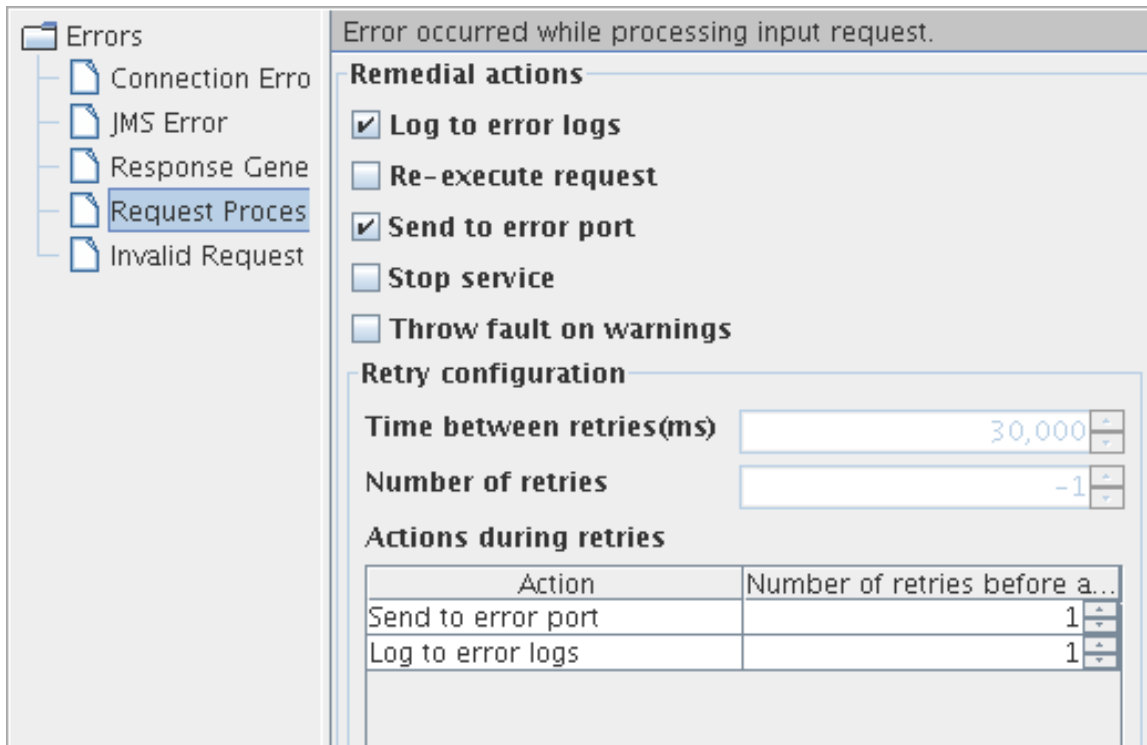 Errors
Connection Erro
JMS Error
Response Gene
Request Proces
Invalid Request
Error occurred while processing input request.
Remedial actions
Log to error logs
Re-execute request
Send to error port
Stop service
Throw fault on warnings
Retry configuration
Time between retries(ms) 30,000
Number of retries -1
Actions during retries
Action Number of retries before a...
Send to error port 1
Log to error logs 1